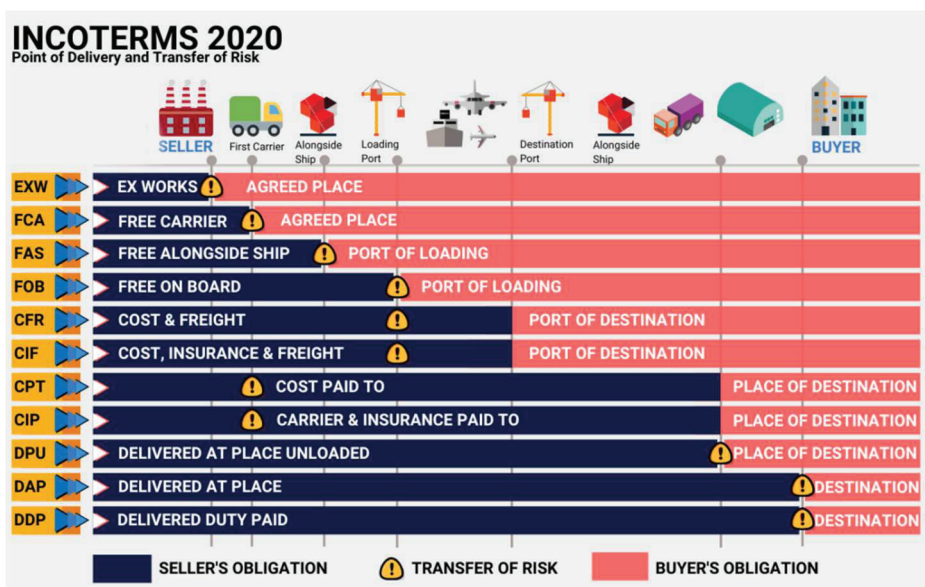 INCOTERMS 2020
Point of Delivery and Transfer of Risk
SELLER
First Carrier
Alongside
Ship
Loading
Port
Destination
Port
Alongside
Ship
BUYER
EXW EX WORKS AGREED PLACE
FCA FREE CARRIER AGREED PLACE
FAS FREE ALONGSIDE SHIP PORT OF LOADING
FOB FREE ON BOARD PORT OF LOADING
CFR COST & FREIGHT PORT OF DESTINATION
CIF COST, INSURANCE & FREIGHT PORT OF DESTINATION
CPT COST PAID TO PLACE OF DESTINATION
CIP CARRIER & INSURANCE PAID TO PLACE OF DESTINATION
DPU DELIVERED AT PLACE UNLOADED PLACE OF DESTINATION
DAP DELIVERED AT PLACE DESTINATION
DDP DELIVERED DUTY PAID DESTINATION
SELLER'S OBLIGATION TRANSFER OF RISK BUYER'S OBLIGATION